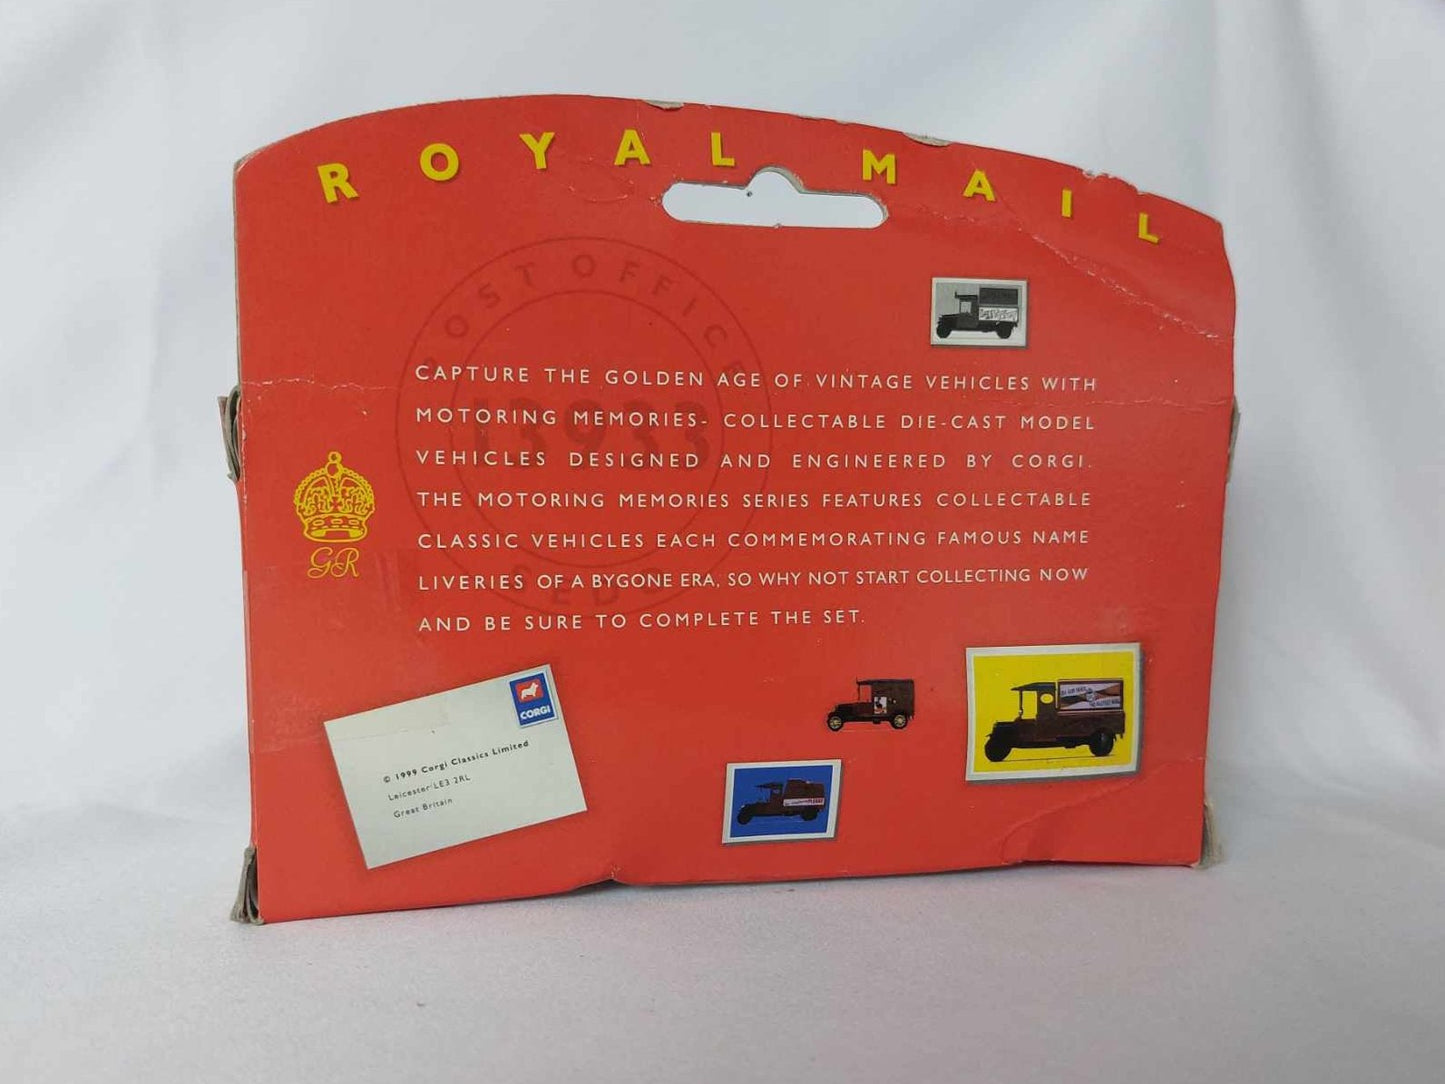 ROYAL MAIL
POST OFFICE
13933
CAPTURE THE GOLDEN AGE OF VINTAGE VEHICLES WITH
MOTORING MEMORIES- COLLECTABLE DIE-CAST MODEL
VEHICLES DESIGNED AND ENGINEERED BY CORGI.
THE MOTORING MEMORIES SERIES FEATURES COLLECTABLE
CLASSIC VEHICLES EACH COMMEMORATING FAMOUS NAME
LIVERIES OF A BYGONE ERA, SO WHY NOT START COLLECTING NOW
AND BE SURE TO COMPLETE THE SET.
GR
CORGI
© 1999 Corgi Classics Limited
Leicester LE3 2RL
Great Britain